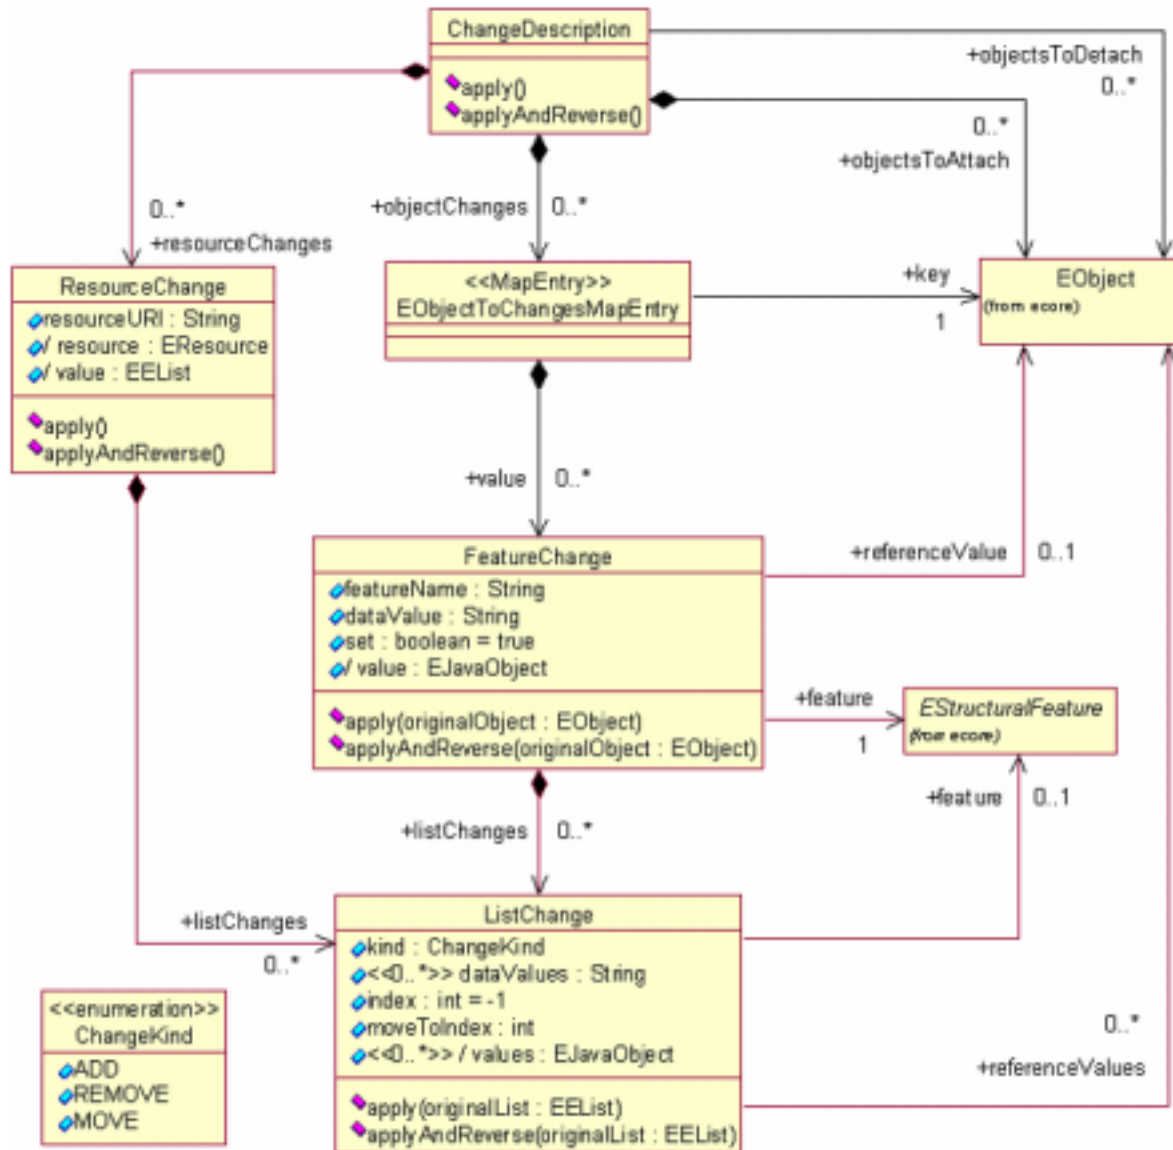 ChangeDescription
apply()
applyAndReverse()
+objectsToDetach
0..*
0..*
+objectsToAttach
+objectChanges 0..*
0..*
+resourceChanges
ResourceChange
resourceURI : String
/ resource : EResource
/ value : EEList
apply()
applyAndReverse()
<<MapEntry>>
EObjectToChangesMapEntry
+key
1
EObject
(from ecore)
+value 0..*
FeatureChange
featureName : String
dataValue : String
set : boolean = true
/ value : EJavaObject
apply(originalObject : EObject)
applyAndReverse(originalObject : EObject)
+referenceValue 0..1
+feature
1
EStructuralFeature
(from ecore)
+feature 0..1
+listChanges 0..*
+listChanges
0..*
ListChange
kind : ChangeKind
<<0..*>> dataValues : String
index : int = -1
moveToIndex : int
<<0..*>> / values : EJavaObject
apply(originalList : EEList)
applyAndReverse(originalList : EEList)
0..*
+referenceValues
<<enumeration>>
ChangeKind
ADD
REMOVE
MOVE